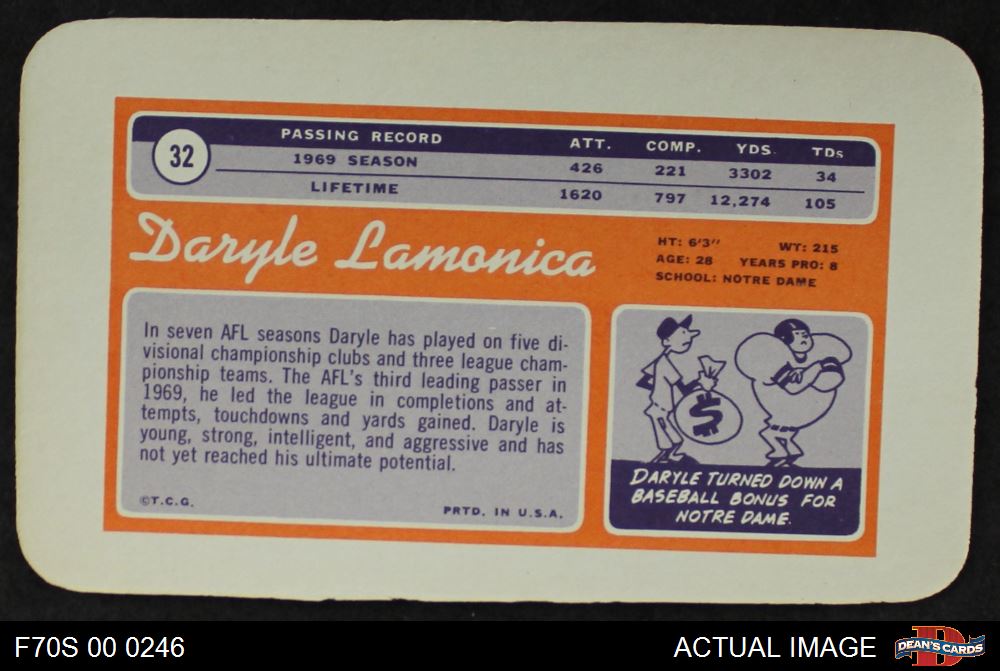 32
PASSING RECORD ATT. COMP. YDS. TDs
1969 SEASON 426 221 3302 34
LIFETIME 1620 797 12,274 105
Daryle Lamonica
HT: 6'3" WT: 215
AGE: 28 YEARS PRO: 8
SCHOOL: NOTRE DAME
In seven AFL seasons Daryle has played on five di-
visional championship clubs and three league cham-
pionship teams. The AFL's third leading passer in
1969, he led the league in completions and at-
tempts, touchdowns and yards gained. Daryle is
young, strong, intelligent, and aggressive and has
not yet reached his ultimate potential.
©T.C.G. PRTD. IN U.S.A.
$
DARYLE TURNED DOWN A
BASEBALL BONUS FOR
NOTRE DAME.
F70S 00 0246 ACTUAL IMAGE
D
DEAN'S CARDS